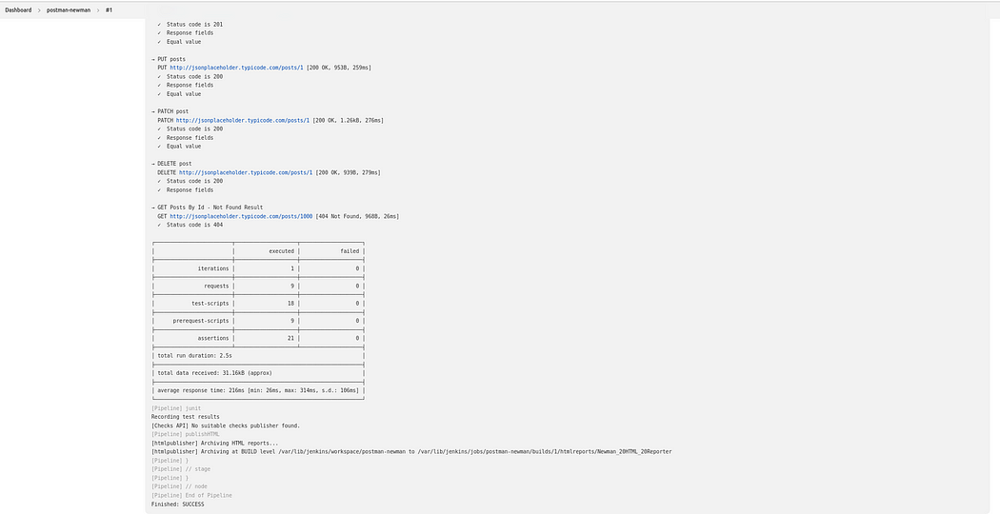 Dashboard > postman-newman > #1
✓ Status code is 201
✓ Response fields
✓ Equal value
→ PUT posts
PUT http://jsonplaceholder.typicode.com/posts/1 [200 OK, 953B, 259ms]
✓ Status code is 200
✓ Response fields
✓ Equal value
→ PATCH post
PATCH http://jsonplaceholder.typicode.com/posts/1 [200 OK, 1.26kB, 276ms]
✓ Status code is 200
✓ Response fields
✓ Equal value
→ DELETE post
DELETE http://jsonplaceholder.typicode.com/posts/1 [200 OK, 939B, 279ms]
✓ Status code is 200
✓ Response fields
→ GET Posts By Id - Not Found Result
GET http://jsonplaceholder.typicode.com/posts/1000 [404 Not Found, 968B, 26ms]
✓ Status code is 404
executed failed
iterations 1 0
requests 9 0
test-scripts 18 0
prerequest-scripts 9 0
assertions 21 0
total run duration: 2.5s
total data received: 31.16kB (approx)
average response time: 216ms [min: 26ms, max: 314ms, s.d.: 106ms]
[Pipeline] junit
Recording test results
[Checks API] No suitable checks publisher found.
[Pipeline] publishHTML
[htmlpublisher] Archiving HTML reports...
[htmlpublisher] Archiving at BUILD level /var/lib/jenkins/workspace/postman-newman to /var/lib/jenkins/jobs/postman-newman/builds/1/htmlreports/Newman_20HTML_20Reporter
[Pipeline] }
[Pipeline] // stage
[Pipeline] }
[Pipeline] // node
[Pipeline] End of Pipeline
Finished: SUCCESS